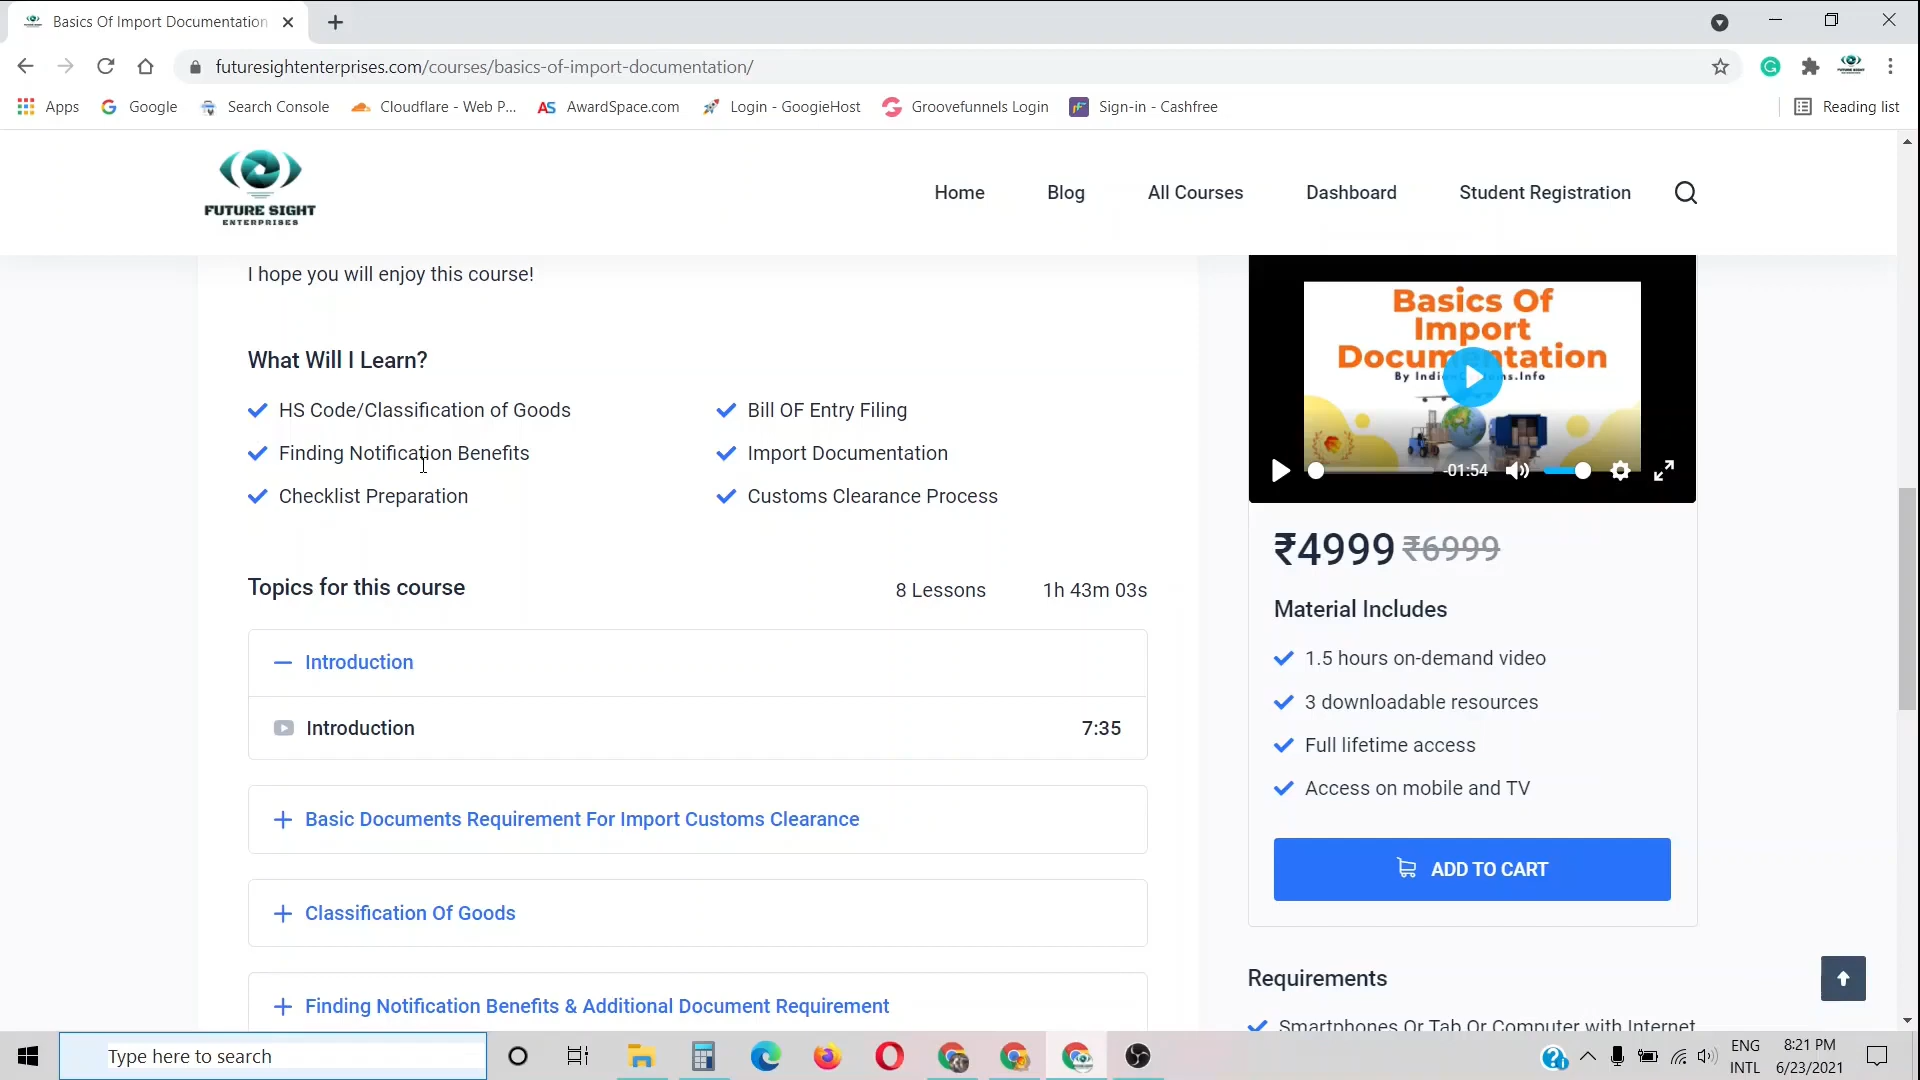 Basics Of Import Documentation
futuresightenterprises.com/courses/basics-of-import-documentation/
Apps
Google
Search Console
Cloudflare - Web P...
AwardSpace.com
Login - GoogieHost
Groovefunnels Login
Sign-in - Cashfree
Reading list
FUTURE SIGHT
ENTERPRISES
Home
Blog
All Courses
Dashboard
Student Registration
I hope you will enjoy this course!
What Will I Learn?
HS Code/Classification of Goods
Bill OF Entry Filing
Finding Notification Benefits
Import Documentation
Checklist Preparation
Customs Clearance Process
Topics for this course
8 Lessons
1h 43m 03s
Introduction
Introduction
7:35
Basic Documents Requirement For Import Customs Clearance
Classification Of Goods
Finding Notification Benefits & Additional Document Requirement
Basics Of
Import
Documentation
-01:54
₹4999 ₹6999
Material Includes
1.5 hours on-demand video
3 downloadable resources
Full lifetime access
Access on mobile and TV
ADD TO CART
Requirements
Smartphones Or Tab Or Computer with Internet
Type here to search
ENG
INTL
8:21 PM
6/23/2021